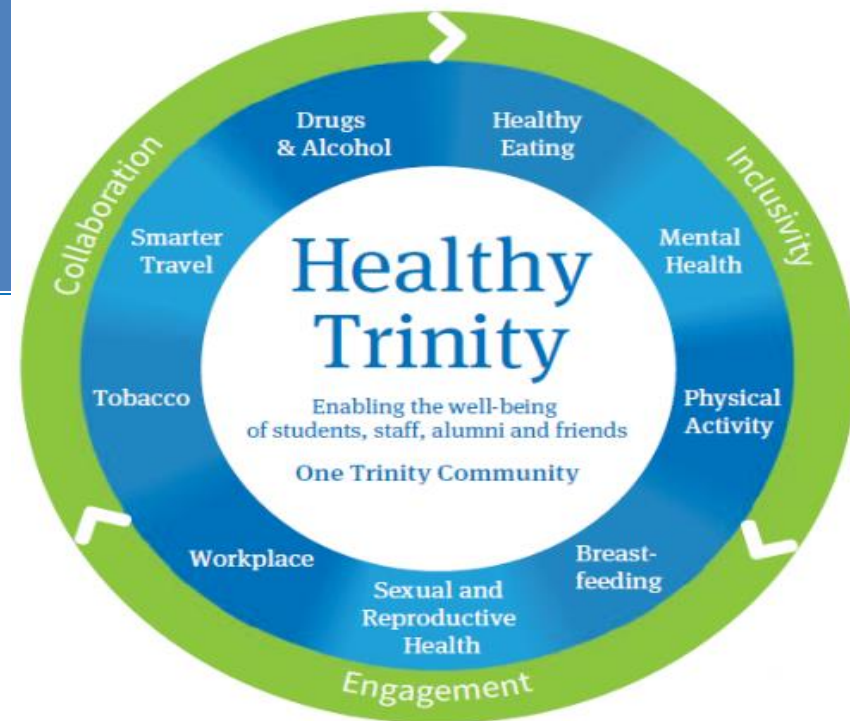 Healthy
Trinity
Enabling the well-being
of students, staff, alumni and friends
One Trinity Community
Drugs
& Alcohol
Healthy
Eating
Mental
Health
Physical
Activity
Breast-
feeding
Sexual and
Reproductive
Health
Workplace
Tobacco
Smarter
Travel
Collaboration
Inclusivity
Engagement